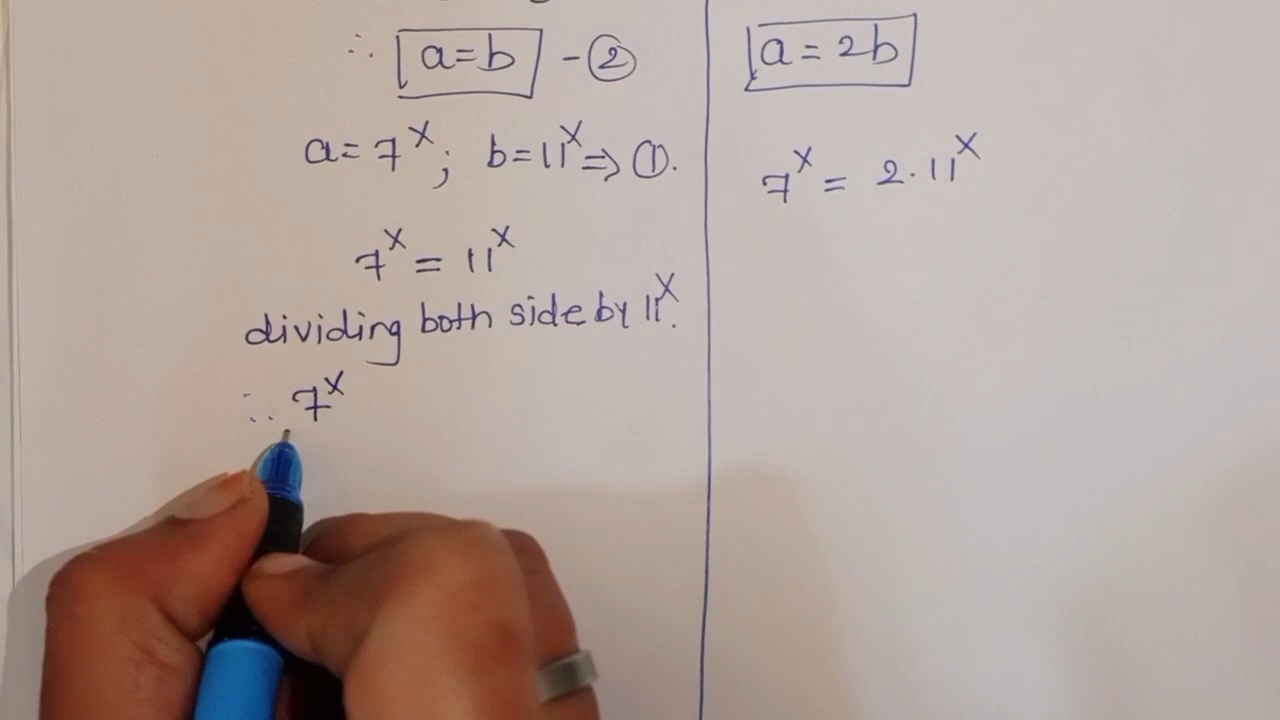 ∴ a=b -②
a=7^x; b=11^x ⇒ ①.
7^x = 11^x
dividing both side by 11^x.
∴ 7^x
a=2b
7^x = 2·11^x